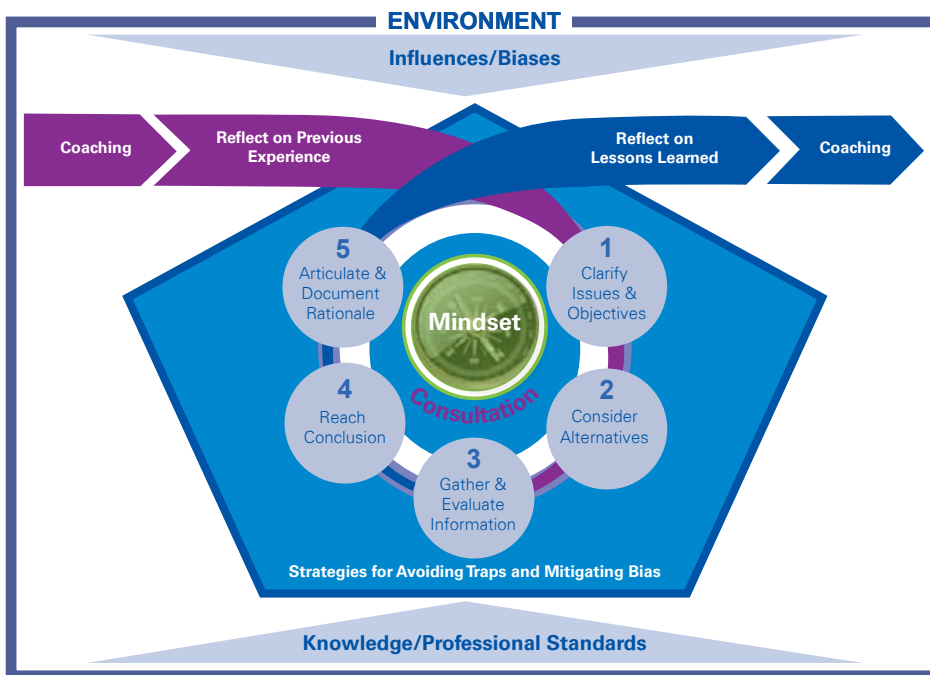 ENVIRONMENT
Influences/Biases
Coaching
Reflect on Previous
Experience
Reflect on
Lessons Learned
Coaching
5
Articulate &
Document
Rationale
1
Clarify
Issues &
Objectives
Mindset
Consultation
4
Reach
Conclusion
2
Consider
Alternatives
3
Gather &
Evaluate
Information
Strategies for Avoiding Traps and Mitigating Bias
Knowledge/Professional Standards